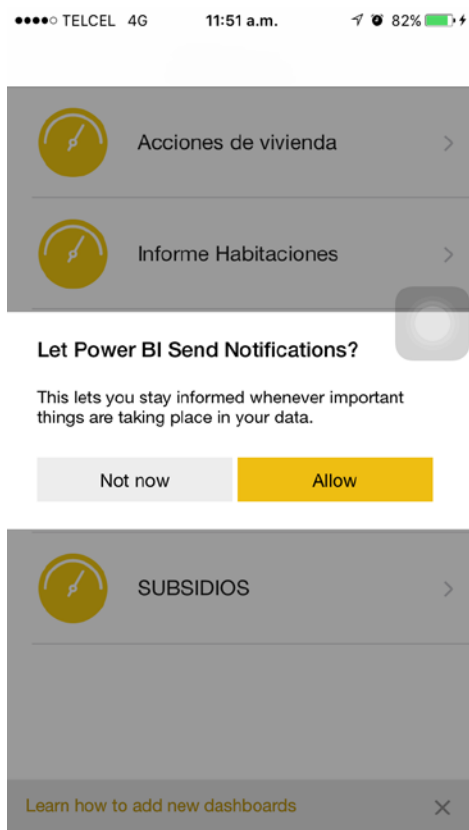 TELCEL 4G 11:51 a.m. 82%
Acciones de vivienda
Informe Habitaciones
Let Power BI Send Notifications?
This lets you stay informed whenever important
things are taking place in your data.
Not now Allow
SUBSIDIOS
Learn how to add new dashboards